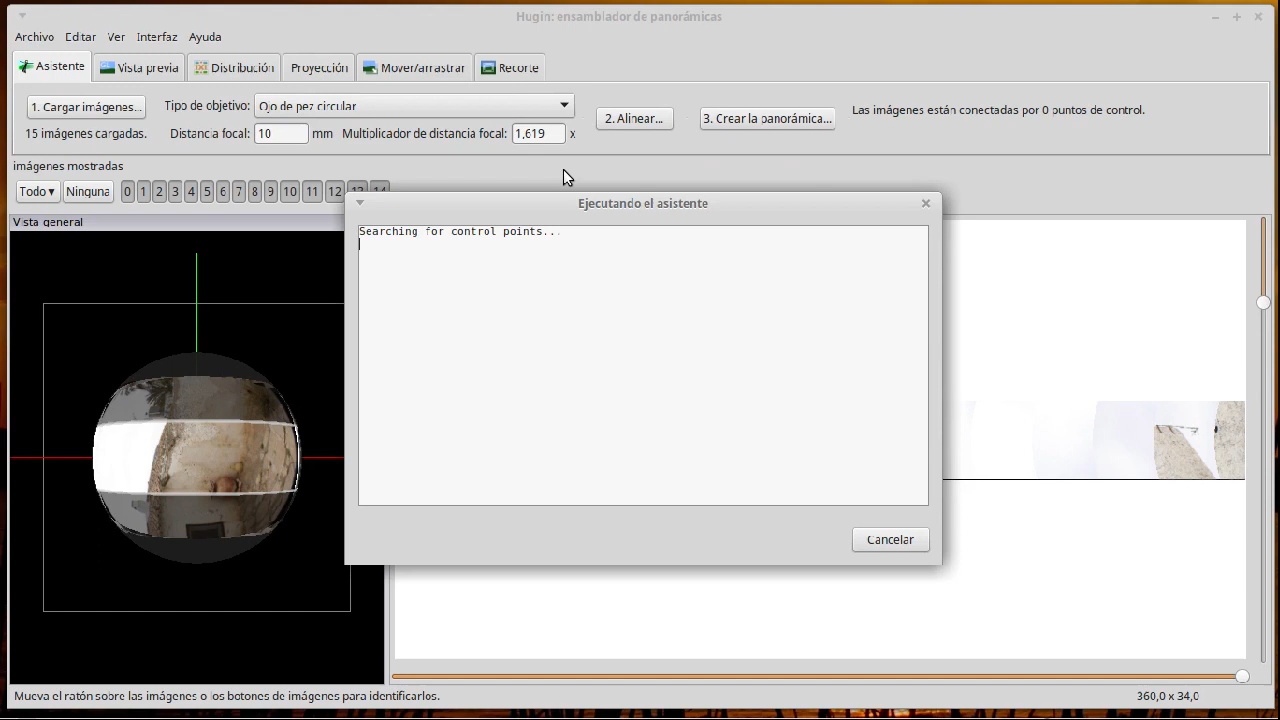 Hugin: ensamblador de panorámicas
Archivo Editar Ver Interfaz Ayuda
Asistente Vista previa Distribución Proyección Mover/arrastrar Recorte
1. Cargar imágenes... Tipo de objetivo: Ojo de pez circular 2. Alinear... 3. Crear la panorámica... Las imágenes están conectadas por 0 puntos de control.
15 imágenes cargadas. Distancia focal: 10 mm Multiplicador de distancia focal: 1,619 x
imágenes mostradas
Todo Ninguna 0 1 2 3 4 5 6 7 8 9 10 11 12 13 14
Vista general
Ejecutando el asistente
Searching for control points...
Cancelar
Mueva el ratón sobre las imágenes o los botones de imágenes para identificarlos. 360,0 x 34,0